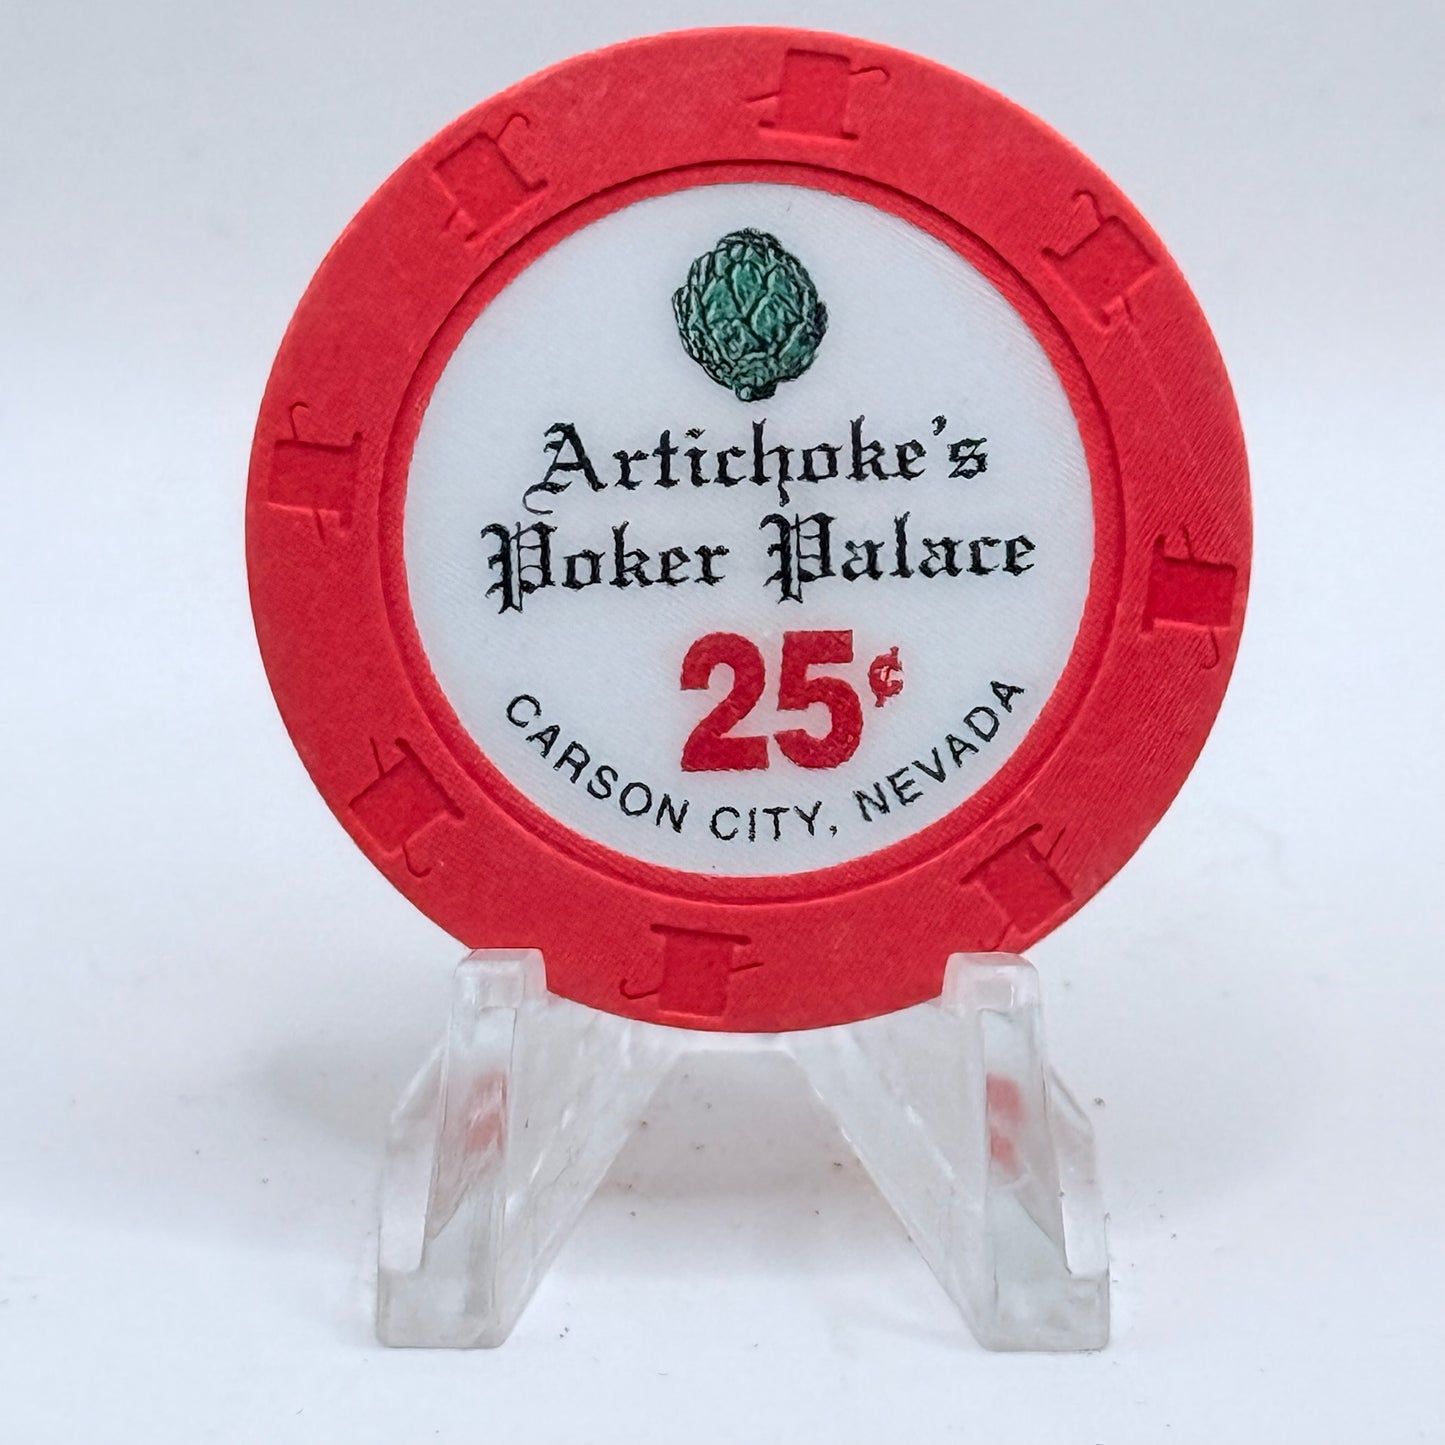 Artichoke's
Poker Palace
25¢
CARSON CITY, NEVADA